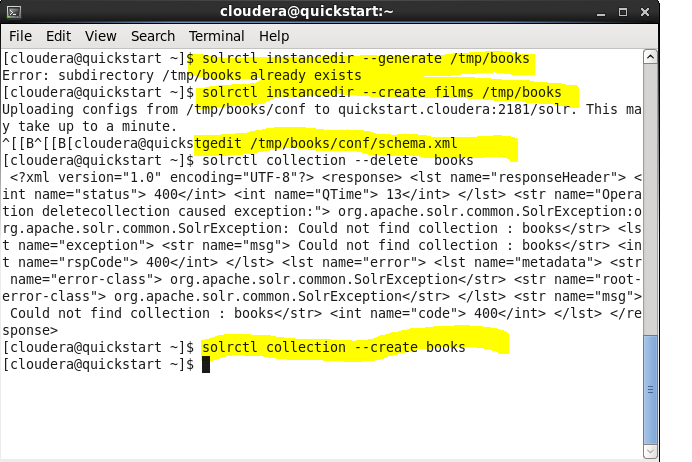 cloudera@quickstart:~
File Edit View Search Terminal Help
[cloudera@quickstart ~]$ solrctl instancedir --generate /tmp/books
Error: subdirectory /tmp/books already exists
[cloudera@quickstart ~]$ solrctl instancedir --create films /tmp/books
Uploading configs from /tmp/books/conf to quickstart.cloudera:2181/solr. This ma
y take up to a minute.
^[[B^[[B[cloudera@quickstgedit /tmp/books/conf/schema.xml
[cloudera@quickstart ~]$ solrctl collection --delete  books
 <?xml version="1.0" encoding="UTF-8"?> <response> <lst name="responseHeader"> <
int name="status"> 400</int> <int name="QTime"> 13</int> </lst> <str name="Opera
tion deletecollection caused exception:"> org.apache.solr.common.SolrException:o
rg.apache.solr.common.SolrException: Could not find collection : books</str> <ls
t name="exception"> <str name="msg"> Could not find collection : books</str> <in
t name="rspCode"> 400</int> </lst> <lst name="error"> <lst name="metadata"> <str
 name="error-class"> org.apache.solr.common.SolrException</str> <str name="root-
error-class"> org.apache.solr.common.SolrException</str> </lst> <str name="msg">
 Could not find collection : books</str> <int name="code"> 400</int> </lst> </re
sponse>
[cloudera@quickstart ~]$ solrctl collection --create books
[cloudera@quickstart ~]$